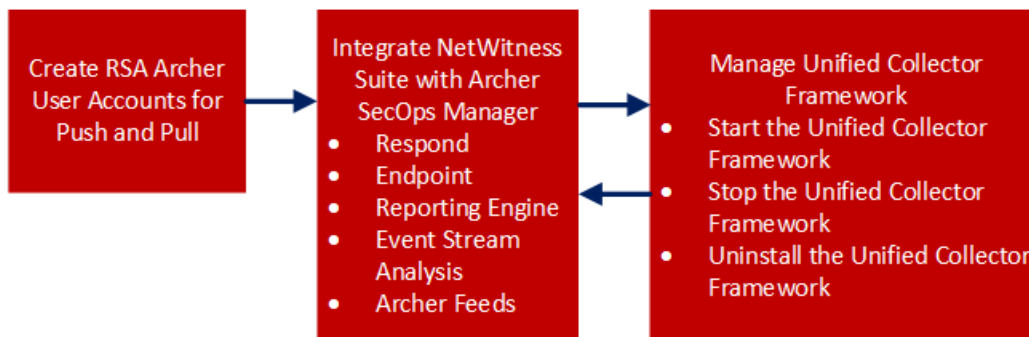 Create RSA Archer
User Accounts for
Push and Pull
Integrate NetWitness
Suite with Archer
SecOps Manager
• Respond
• Endpoint
• Reporting Engine
• Event Stream
Analysis
• Archer Feeds
Manage Unified Collector
Framework
• Start the Unified Collector
Framework
• Stop the Unified Collector
Framework
• Uninstall the Unified Collector
Framework